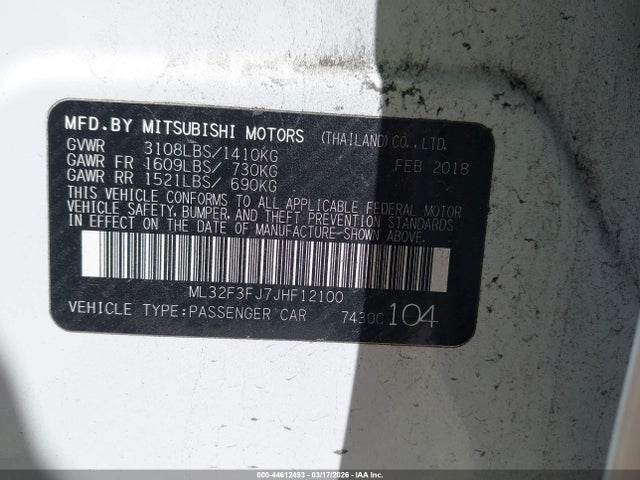 MFD.BY MITSUBISHI MOTORS (THAILAND) CO., LTD.
GVWR 3108LBS/1410KG
GAWR FR 1609LBS/ 730KG FEB 2018
GAWR RR 1521LBS/ 690KG
THIS VEHICLE CONFORMS TO ALL APPLICABLE FEDERAL MOTOR
VEHICLE SAFETY, BUMPER, AND THEFT PREVENTION STANDARDS
IN EFFECT ON THE DATE OF MANUFACTURE SHOWN ABOVE.
ML32F3FJ7JHF12100
VEHICLE TYPE:PASSENGER CAR 7430C 104
000-44612493 - 03/17/2026 - IAA Inc.